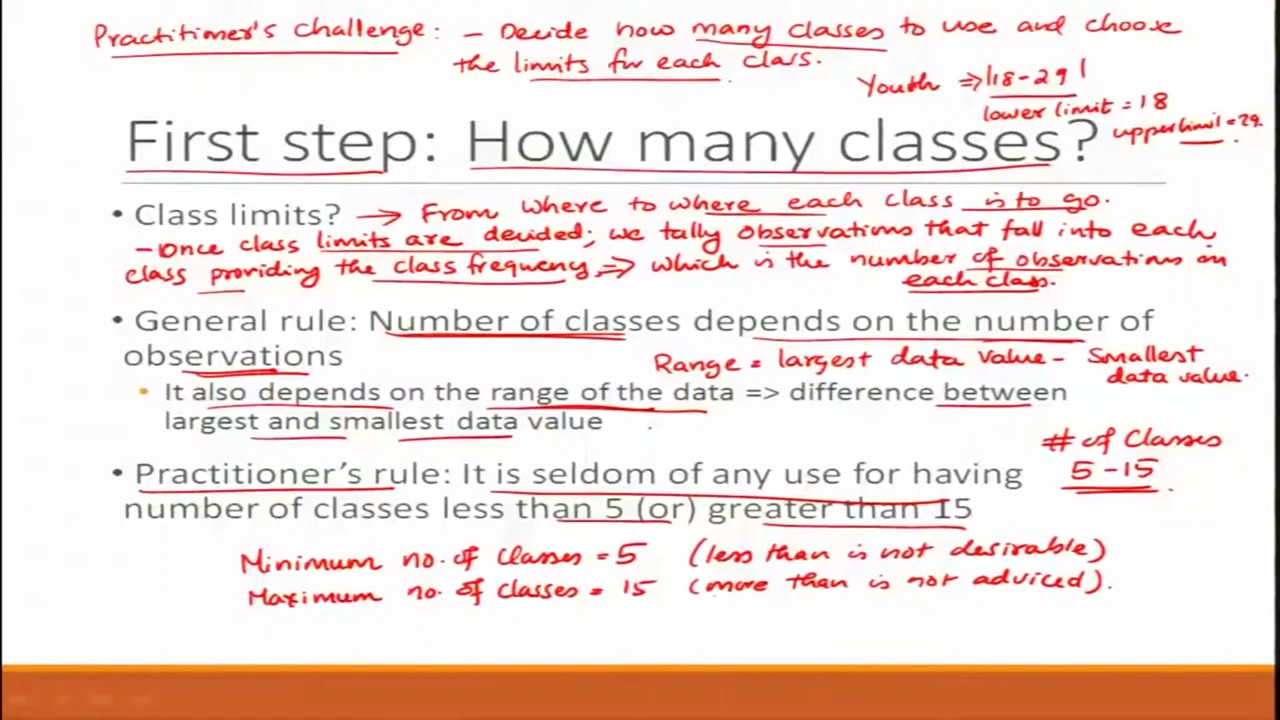 Practitimer's challenge: - Decide how many classes to use and choose
the limits for each class.
Youth => |18-29|
lower limit = 18
upper limit = 29.
First step: How many classes?
• Class limits? → From where to where each class is to go.
- Once class limits are decided; we tally observations that fall into each
class providing the class frequency, => which is the number of observations on
each class.
• General rule: Number of classes depends on the number of
observations
Range = largest data value - Smallest
data value.
• It also depends on the range of the data => difference between
largest and smallest data value
# of Classes
5-15
• Practitioner's rule: It is seldom of any use for having
number of classes less than 5 (or) greater than 15
Minimum no. of Classes = 5 (less than is not desirable)
Maximum no. of classes = 15 (more than is not adviced).